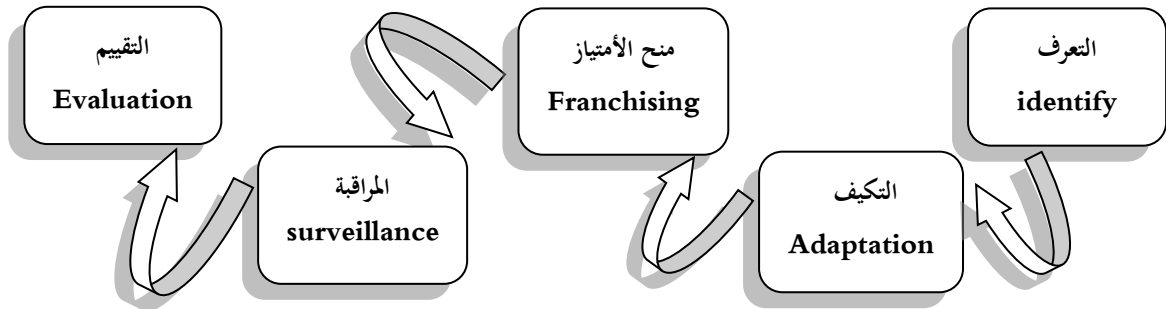 التعرف
identify
التكيف
Adaptation
منح الأمتياز
Franchising
المراقبة
surveillance
التقييم
Evaluation